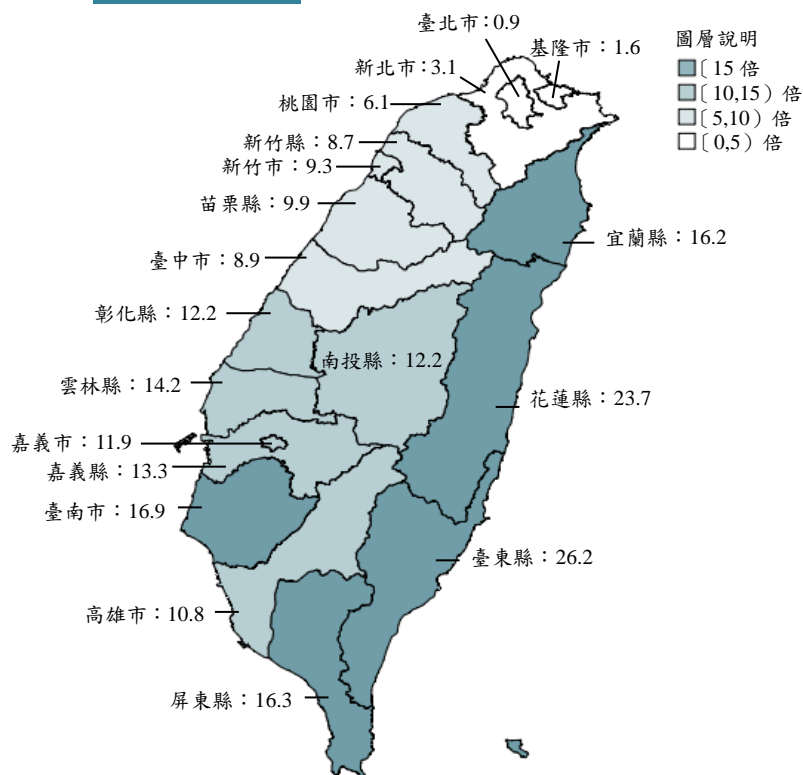 臺北市：0.9
基隆市：1.6
新北市：3.1
桃園市：6.1
新竹縣：8.7
新竹市：9.3
苗栗縣：9.9
臺中市：8.9
彰化縣：12.2
南投縣：12.2
雲林縣：14.2
嘉義市：11.9
嘉義縣：13.3
臺南市：16.9
高雄市：10.8
屏東縣：16.3
宜蘭縣：16.2
花蓮縣：23.7
臺東縣：26.2
圖層說明
〔15 倍
〔10,15）倍
〔5,10）倍
〔0,5）倍